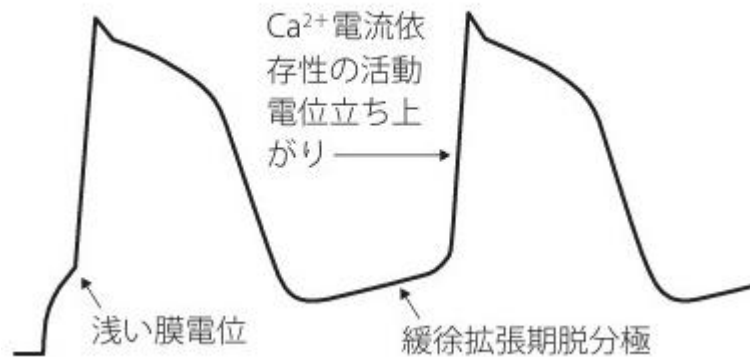 Ca²⁺電流依
存性の活動
電位立ち上
がり
浅い膜電位
緩徐拡張期脱分極